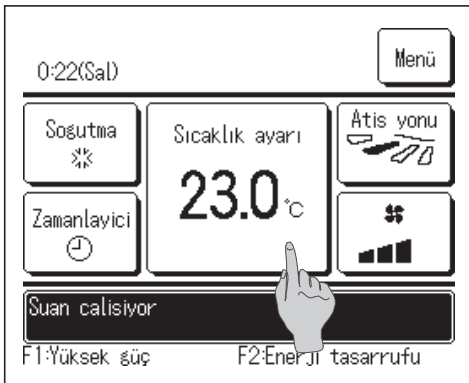 Menü
0:22(Sal)
Sogutma
Sıcaklık ayarı
Atis yonu
23.0 °C
Zamanlayici
Suan calisiyor
F1:Yüksek güç
F2:Enerji tasarrufu